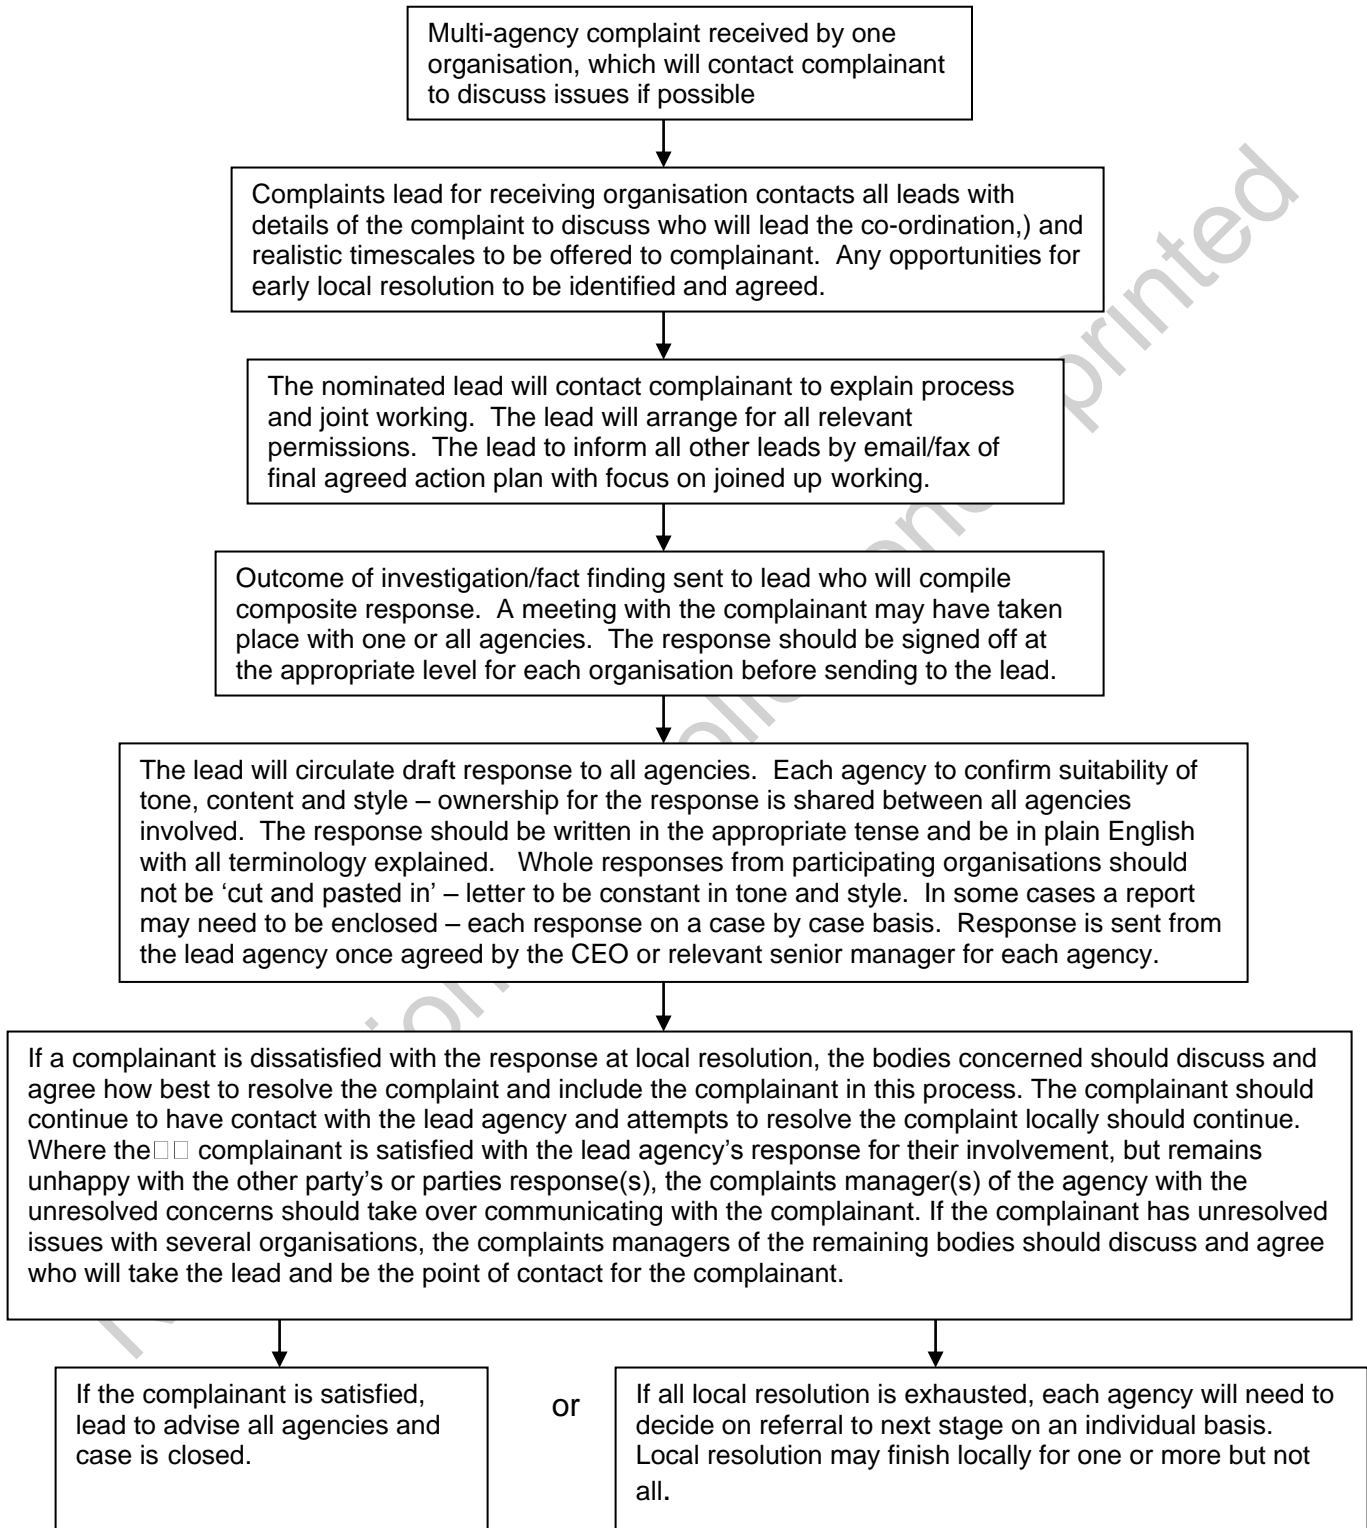 Multi-agency complaint received by one
organisation, which will contact complainant
to discuss issues if possible
Complaints lead for receiving organisation contacts all leads with
details of the complaint to discuss who will lead the co-ordination,) and
realistic timescales to be offered to complainant.  Any opportunities for
early local resolution to be identified and agreed.
The nominated lead will contact complainant to explain process
and joint working.  The lead will arrange for all relevant
permissions.  The lead to inform all other leads by email/fax of
final agreed action plan with focus on joined up working.
Outcome of investigation/fact finding sent to lead who will compile
composite response.  A meeting with the complainant may have taken
place with one or all agencies.  The response should be signed off at
the appropriate level for each organisation before sending to the lead.
The lead will circulate draft response to all agencies.  Each agency to confirm suitability of
tone, content and style – ownership for the response is shared between all agencies
involved.  The response should be written in the appropriate tense and be in plain English
with all terminology explained.   Whole responses from participating organisations should
not be ‘cut and pasted in’ – letter to be constant in tone and style.  In some cases a report
may need to be enclosed – each response on a case by case basis.  Response is sent from
the lead agency once agreed by the CEO or relevant senior manager for each agency.
If a complainant is dissatisfied with the response at local resolution, the bodies concerned should discuss and
agree how best to resolve the complaint and include the complainant in this process. The complainant should
continue to have contact with the lead agency and attempts to resolve the complaint locally should continue.
Where the□□ complainant is satisfied with the lead agency’s response for their involvement, but remains
unhappy with the other party’s or parties response(s), the complaints manager(s) of the agency with the
unresolved concerns should take over communicating with the complainant. If the complainant has unresolved
issues with several organisations, the complaints managers of the remaining bodies should discuss and agree
who will take the lead and be the point of contact for the complainant.
If the complainant is satisfied,
lead to advise all agencies and
case is closed.
or
If all local resolution is exhausted, each agency will need to
decide on referral to next stage on an individual basis.
Local resolution may finish locally for one or more but not
all.
printed